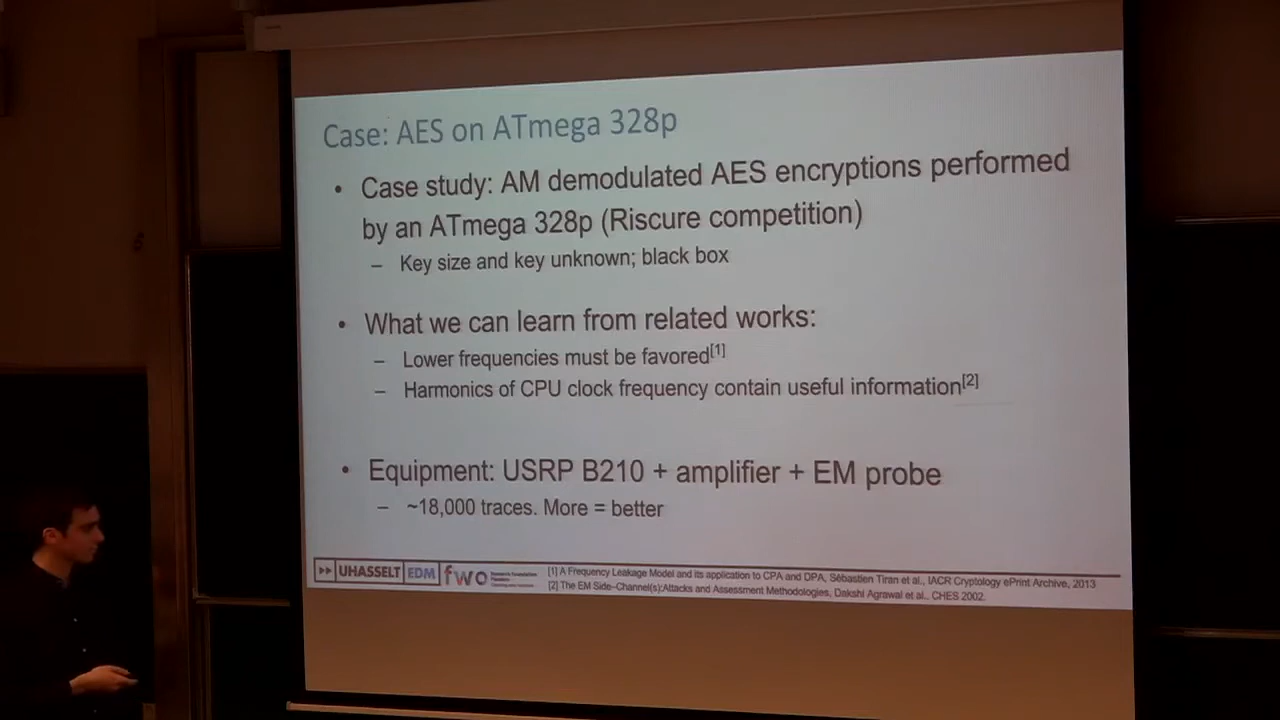 Case: AES on ATmega 328p
• Case study: AM demodulated AES encryptions performed
by an ATmega 328p (Riscure competition)
– Key size and key unknown; black box
• What we can learn from related works:
– Lower frequencies must be favored[1]
– Harmonics of CPU clock frequency contain useful information[2]
• Equipment: USRP B210 + amplifier + EM probe
– ~18,000 traces. More = better
UHASSELT EDM fwo
[1] A Frequency Leakage Model and its application to CPA and DPA, Sébastien Tiran et al., IACR Cryptology ePrint Archive, 2013
[2] The EM Side–Channel(s):Attacks and Assessment Methodologies, Dakshi Agrawal et al., CHES 2002.